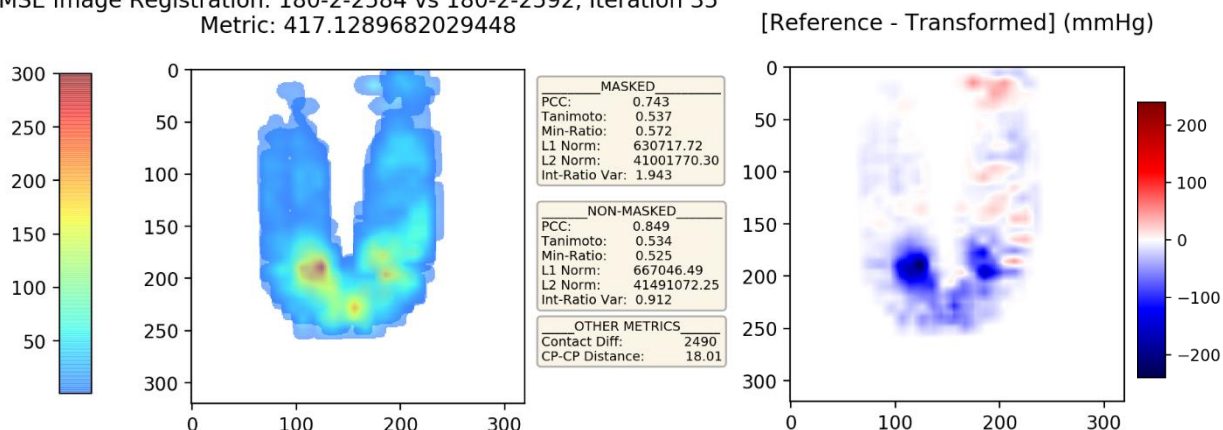 MSE Image Registration: 180-2-2584 vs 180-2-2592, Iteration 35
Metric: 417.1289682029448
[Reference - Transformed] (mmHg)
300
250
200
150
100
50
0
50
100
150
200
250
300
0
100
200
300
________MASKED__________
PCC: 0.743
Tanimoto: 0.537
Min-Ratio: 0.572
L1 Norm: 630717.72
L2 Norm: 41001770.30
Int-Ratio Var: 1.943
______NON-MASKED______
PCC: 0.849
Tanimoto: 0.534
Min-Ratio: 0.525
L1 Norm: 667046.49
L2 Norm: 41491072.25
Int-Ratio Var: 0.912
_____OTHER METRICS______
Contact Diff: 2490
CP-CP Distance: 18.01
0
50
100
150
200
250
300
0
100
200
300
200
100
0
−100
−200